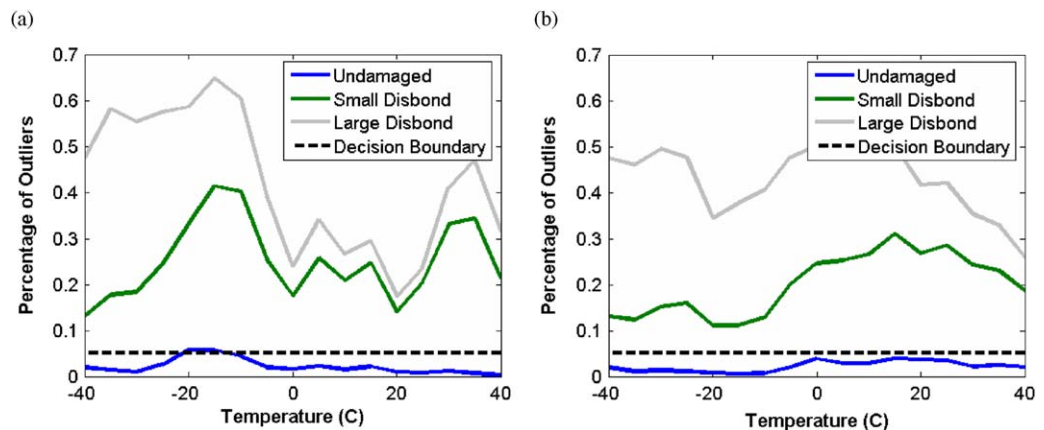 (a)
0.7
0.6
0.5
0.4
0.3
0.2
0.1
0
Percentage of Outliers
Undamaged
Small Disbond
Large Disbond
Decision Boundary
-40
-20
0
20
40
Temperature (C)
(b)
0.7
0.6
0.5
0.4
0.3
0.2
0.1
0
Percentage of Outliers
Undamaged
Small Disbond
Large Disbond
Decision Boundary
-40
-20
0
20
40
Temperature (C)